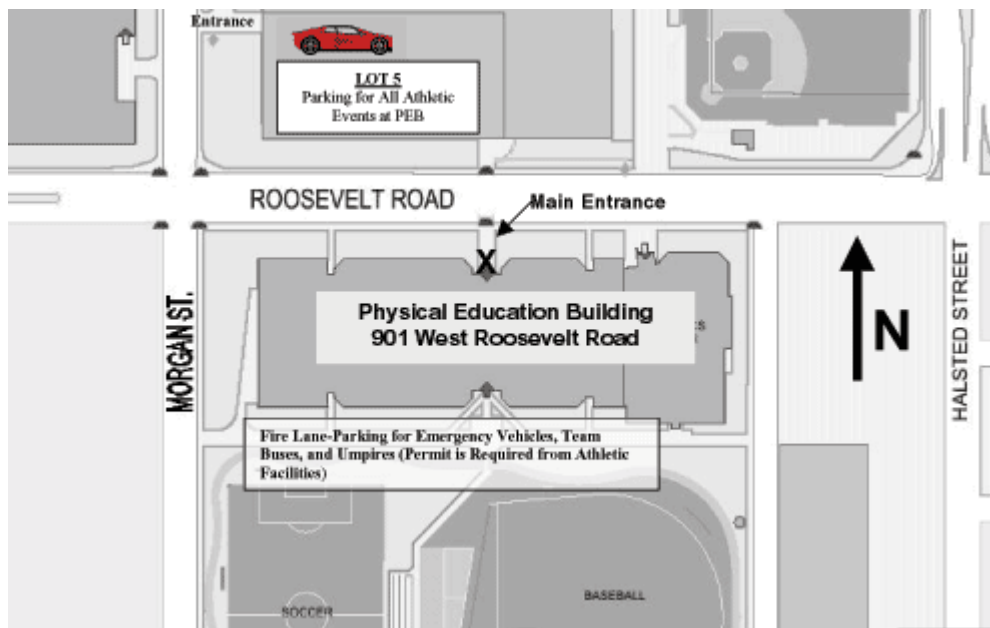 Entrance
LOT 5
Parking for All Athletic
Events at PEB
ROOSEVELT ROAD
Main Entrance
X
Physical Education Building
901 West Roosevelt Road
MORGAN ST.
N
HALSTED STREET
Fire Lane-Parking for Emergency Vehicles, Team
Buses, and Umpires (Permit is Required from Athletic
Facilities)
SOCCER
BASEBALL